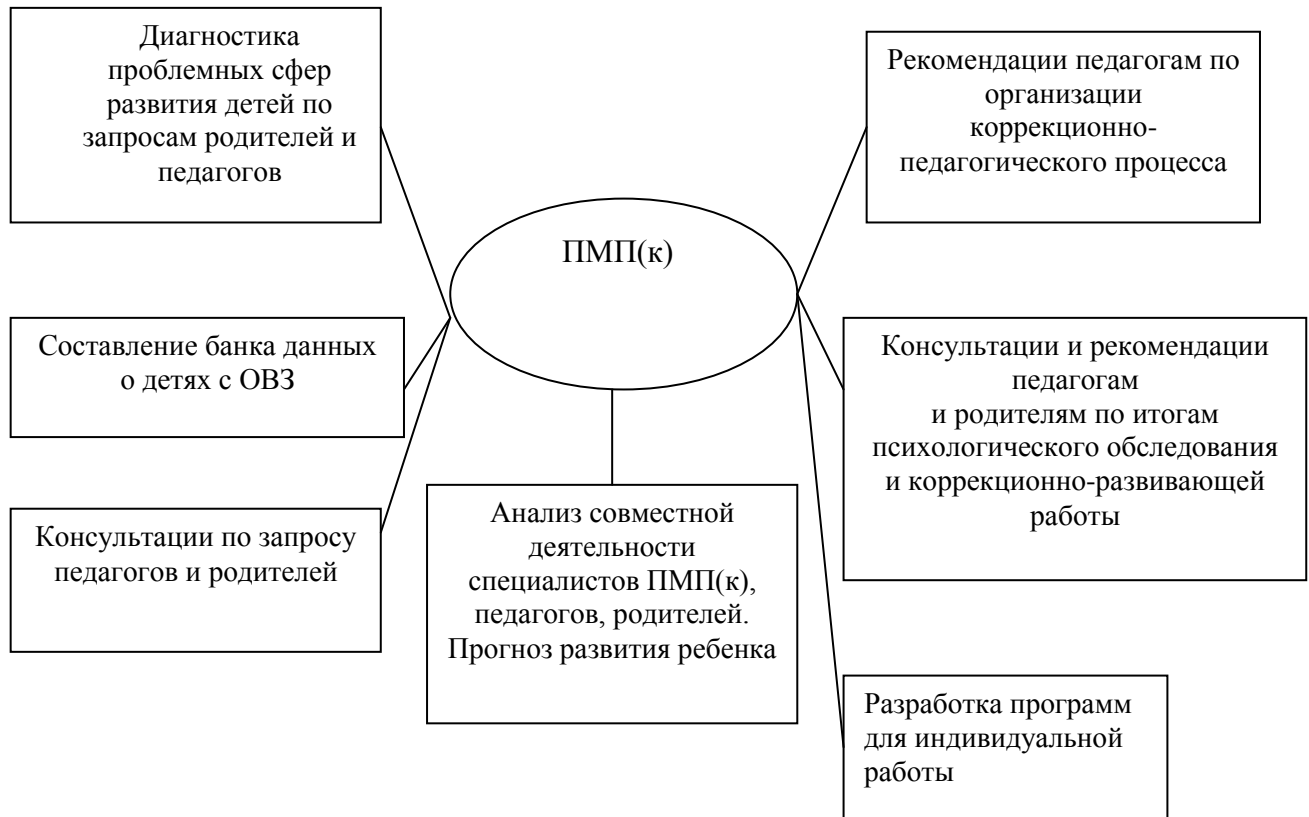 Диагностика
проблемных сфер
развития детей по
запросам родителей и
педагогов
Рекомендации педагогам по
организации
коррекционно-
педагогического процесса
ПМП(к)
Составление банка данных
о детях с ОВЗ
Консультации и рекомендации
педагогам
и родителям по итогам
психологического обследования
и коррекционно-развивающей
работы
Консультации по запросу
педагогов и родителей
Анализ совместной
деятельности
специалистов ПМП(к),
педагогов, родителей.
Прогноз развития ребенка
Разработка программ
для индивидуальной
работы